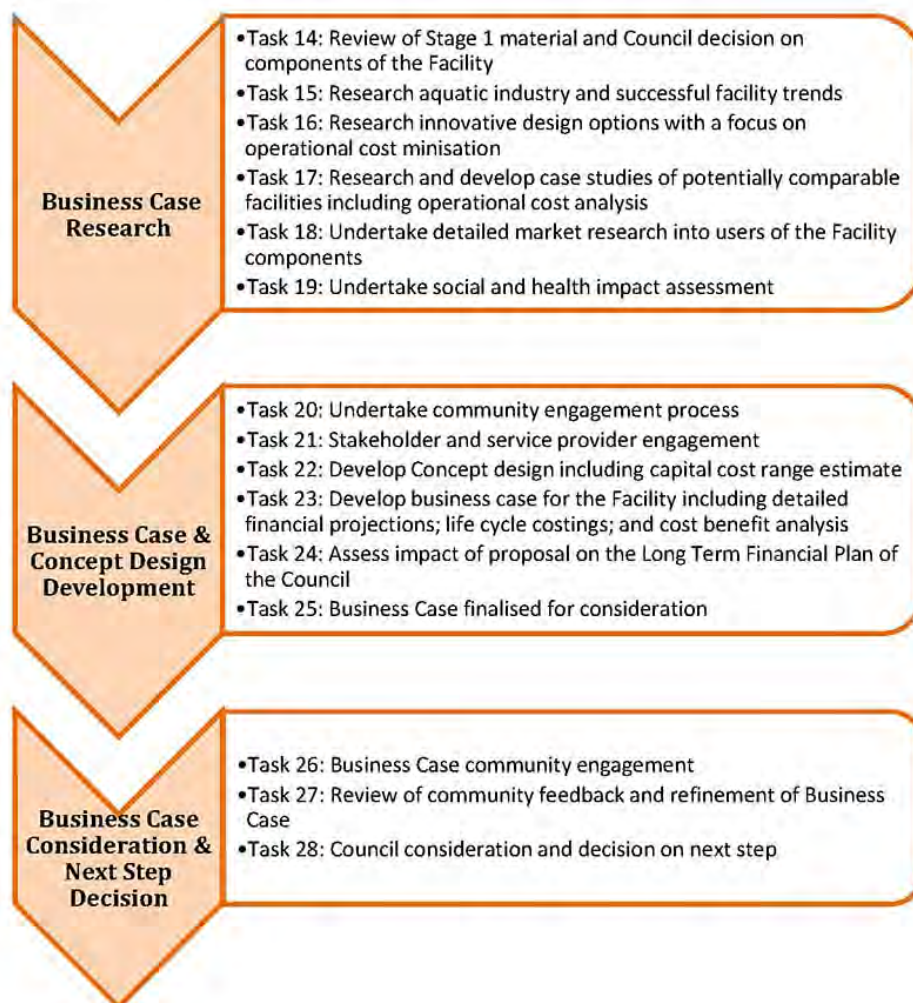 Business Case
Research
•Task 14: Review of Stage 1 material and Council decision on
components of the Facility
•Task 15: Research aquatic industry and successful facility trends
•Task 16: Research innovative design options with a focus on
operational cost minisation
•Task 17: Research and develop case studies of potentially comparable
facilities including operational cost analysis
•Task 18: Undertake detailed market research into users of the Facility
components
•Task 19: Undertake social and health impact assessment
Business Case &
Concept Design
Development
•Task 20: Undertake community engagement process
•Task 21: Stakeholder and service provider engagement
•Task 22: Develop Concept design including capital cost range estimate
•Task 23: Develop business case for the Facility including detailed
financial projections; life cycle costings; and cost benefit analysis
•Task 24: Assess impact of proposal on the Long Term Financial Plan of
the Council
•Task 25: Business Case finalised for consideration
Business Case
Consideration &
Next Step
Decision
•Task 26: Business Case community engagement
•Task 27: Review of community feedback and refinement of Business
Case
•Task 28: Council consideration and decision on next step